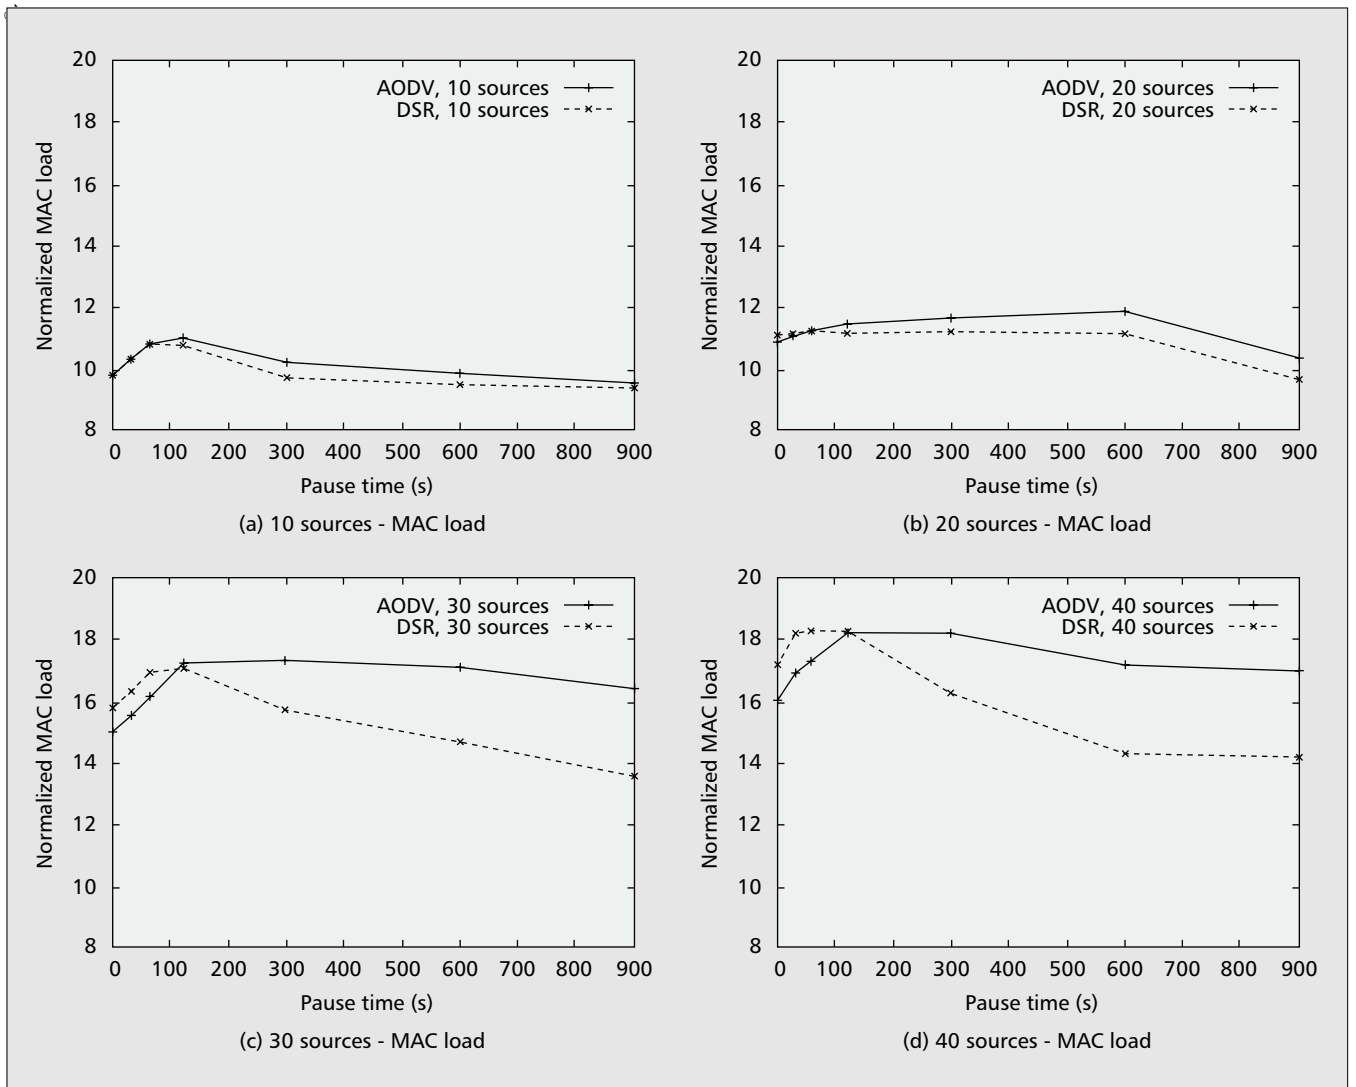 20
18
16
14
12
10
8
Normalized MAC load
AODV, 10 sources
DSR, 10 sources
0 100 200 300 400 500 600 700 800 900
Pause time (s)
(a) 10 sources - MAC load
20
18
16
14
12
10
8
Normalized MAC load
AODV, 20 sources
DSR, 20 sources
0 100 200 300 400 500 600 700 800 900
Pause time (s)
(b) 20 sources - MAC load
20
18
16
14
12
10
8
Normalized MAC load
AODV, 30 sources
DSR, 30 sources
0 100 200 300 400 500 600 700 800 900
Pause time (s)
(c) 30 sources - MAC load
20
18
16
14
12
10
8
Normalized MAC load
AODV, 40 sources
DSR, 40 sources
0 100 200 300 400 500 600 700 800 900
Pause time (s)
(d) 40 sources - MAC load